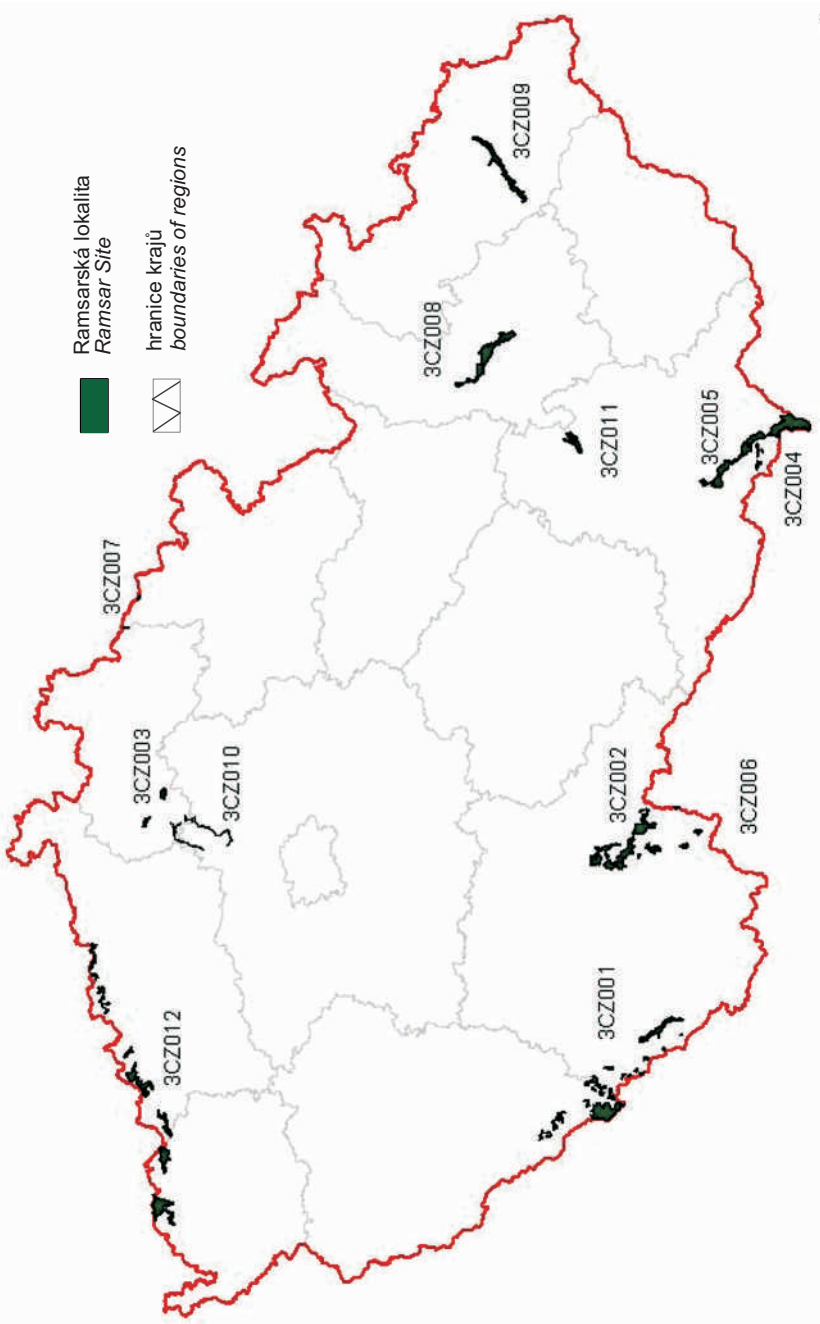 Ramsarská lokalita
Ramsar Site
hranice krajů
boundaries of regions
3CZ007
3CZ003
3CZ010
3CZ012
3CZ009
3CZ008
3CZ011
3CZ005
3CZ004
3CZ002
3CZ006
3CZ001